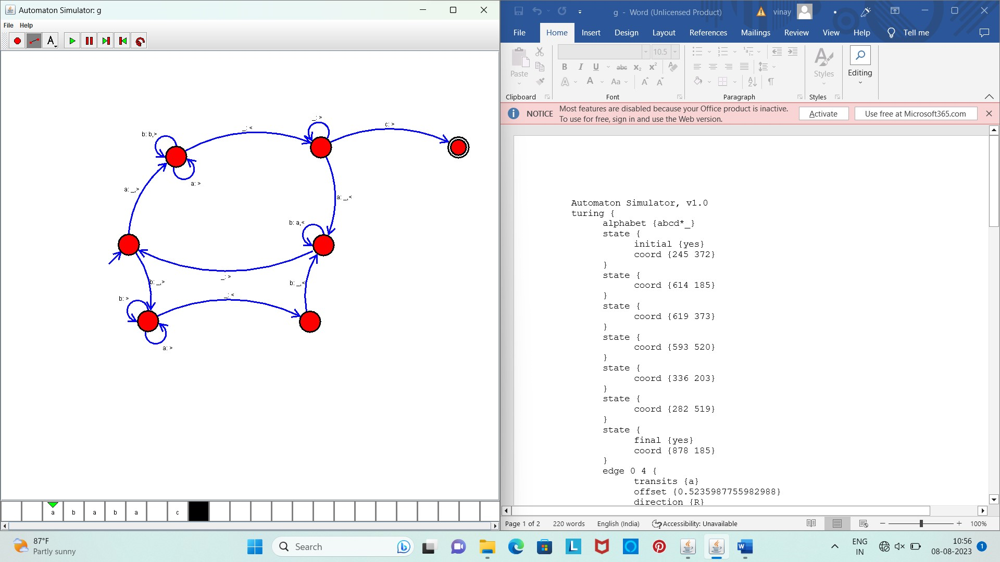 Automaton Simulator: g
File Help
A
_: >
c: >
_: <
b: b,>
a: >
a: _,>
a: _,<
b: a,<
_: >
b: _,>
b: _,<
_: <
b: >
a: >
a b a b a c
g - Word (Unlicensed Product)
vinay
File Home Insert Design Layout References Mailings Review View Help Tell me
10.5
Paste
B I U abc x₂ x²
A A Aa A A
Styles
Editing
Clipboard Font Paragraph Styles
NOTICE
Most features are disabled because your Office product is inactive.
To use for free, sign in and use the Web version.
Activate
Use free at Microsoft365.com
Automaton Simulator, v1.0
turing {
alphabet {abcd*_}
state {
initial {yes}
coord {245 372}
}
state {
coord {614 185}
}
state {
coord {619 373}
}
state {
coord {593 520}
}
state {
coord {336 203}
}
state {
coord {282 519}
}
state {
final {yes}
coord {878 185}
}
edge 0 4 {
transits {a}
offset {0.5235987755982988}
direction {R}
Page 1 of 2 220 words English (India) Accessibility: Unavailable 100%
87°F
Partly sunny
Search
ENG
IN
10:56
08-08-2023
1